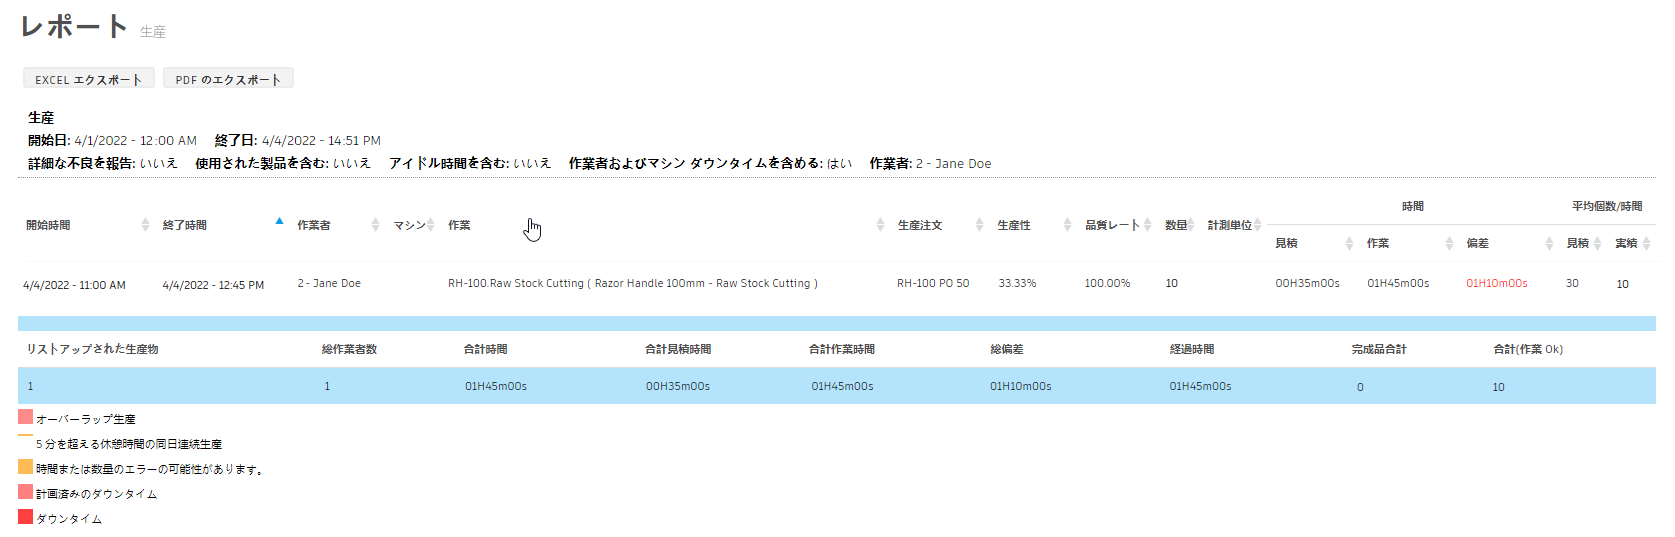 レポート 生産
EXCEL エクスポート PDF のエクスポート
生産
開始日: 4/1/2022 - 12:00 AM 終了日: 4/4/2022 - 14:51 PM
詳細な不良を報告: いいえ 使用された製品を含む: いいえ アイドル時間を含む: いいえ 作業者およびマシン ダウンタイムを含める: はい 作業者: 2 - Jane Doe
時間 平均個数/時間
開始時間 終了時間 作業者 マシン 作業 生産注文 生産性 品質レート 数量 計測単位
見積 作業 偏差 見積 実績
4/4/2022 - 11:00 AM 4/4/2022 - 12:45 PM 2 - Jane Doe RH-100.Raw Stock Cutting ( Razor Handle 100mm - Raw Stock Cutting ) RH-100 PO 50 33.33% 100.00% 10 00H35m00s 01H45m00s 01H10m00s 30 10
リストアップされた生産物 総作業者数 合計時間 合計見積時間 合計作業時間 総偏差 経過時間 完成品合計 合計(作業 Ok)
1 1 01H45m00s 00H35m00s 01H45m00s 01H10m00s 01H45m00s 0 10
オーバーラップ生産
5 分を超える休憩時間の同日連続生産
時間または数量のエラーの可能性があります。
計画済みのダウンタイム
ダウンタイム